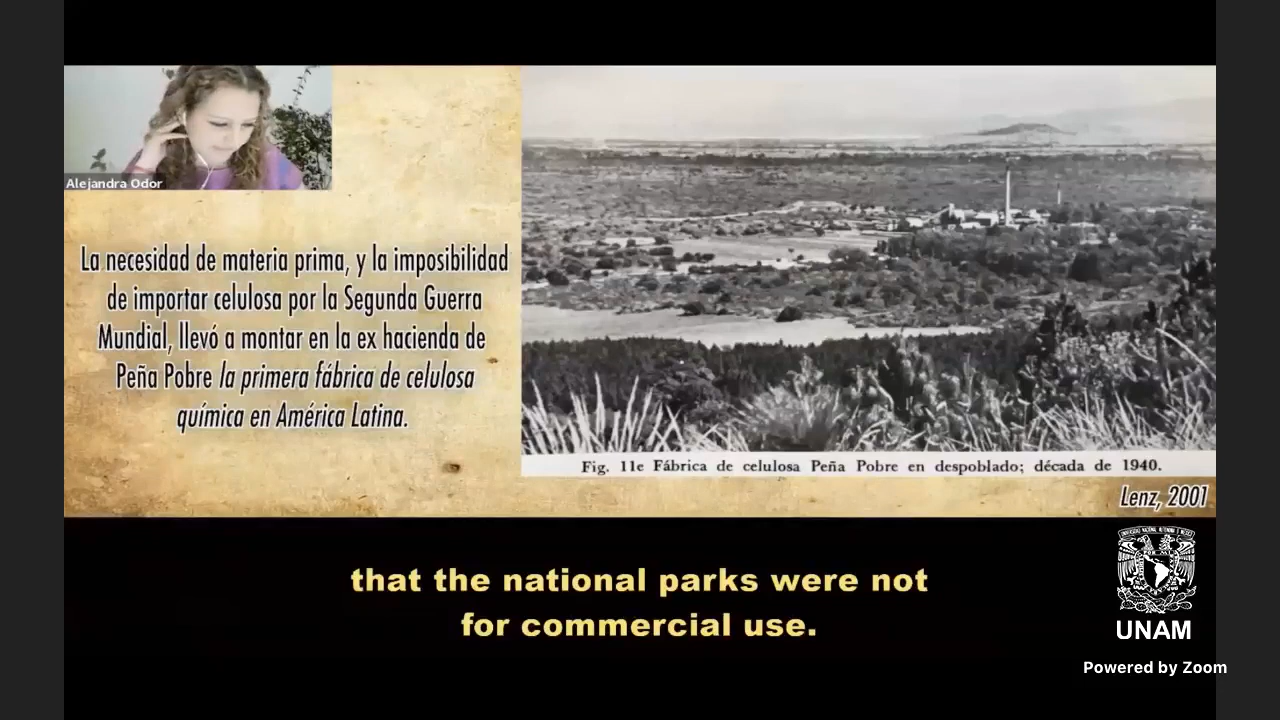 Alejandra Odor
La necesidad de materia prima, y la imposibilidad
de importar celulosa por la Segunda Guerra
Mundial, llevó a montar en la ex hacienda de
Peña Pobre la primera fábrica de celulosa
química en América Latina.
Fig. 11e Fábrica de celulosa Peña Pobre en despoblado; década de 1940.
Lenz, 2001
that the national parks were not
for commercial use.
UNAM
Powered by Zoom